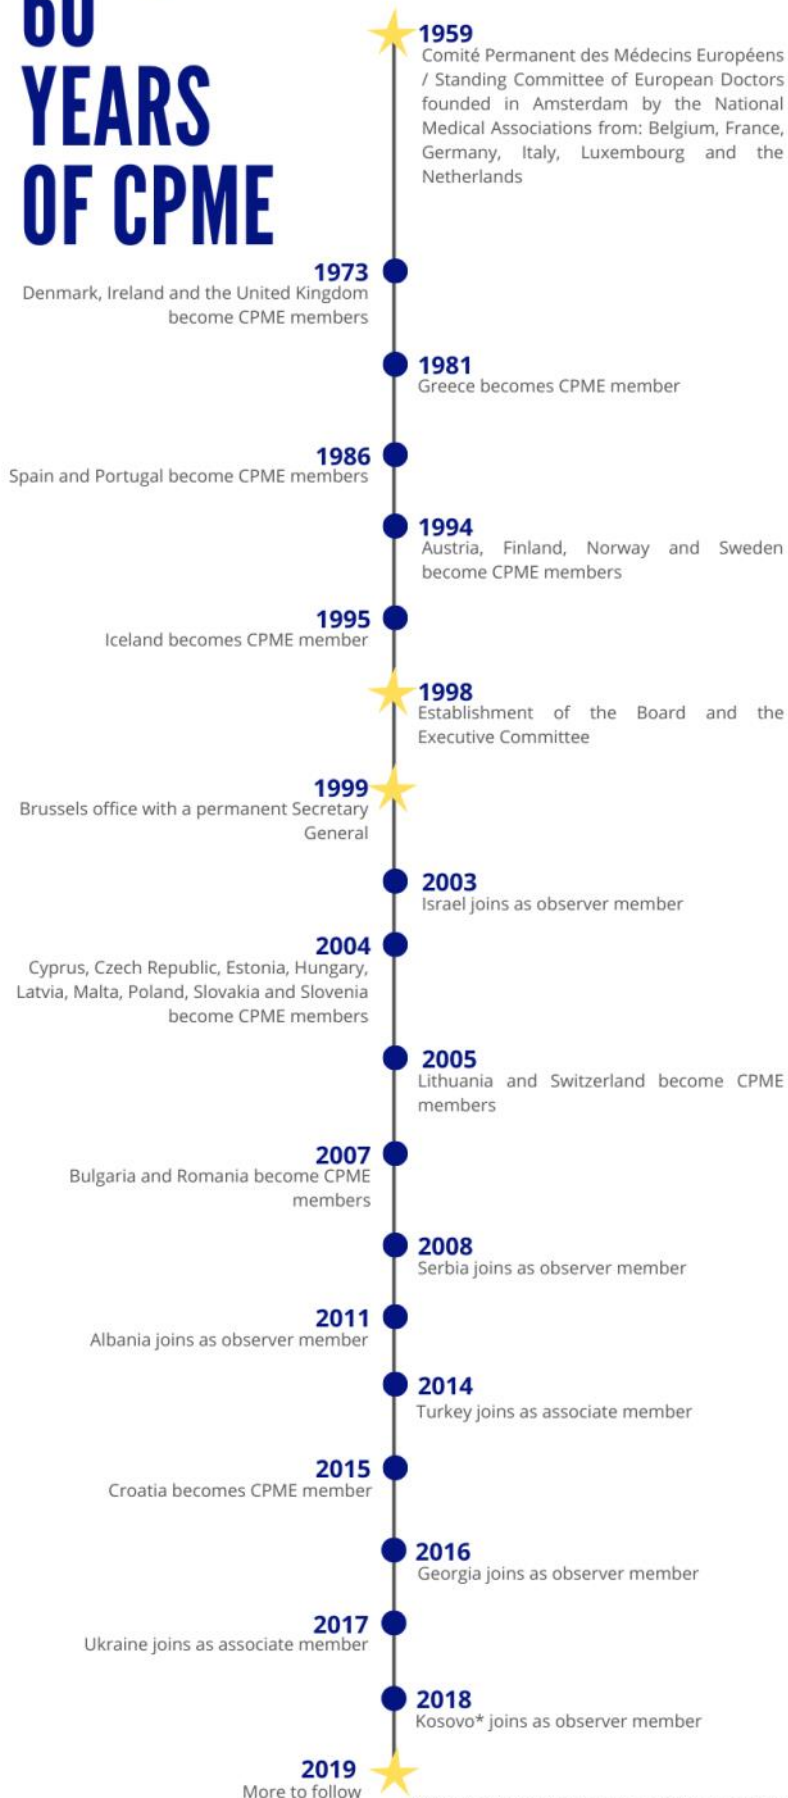 60
YEARS
OF CPME
1959
Comité Permanent des Médecins Européens
/ Standing Committee of European Doctors
founded in Amsterdam by the National
Medical Associations from: Belgium, France,
Germany, Italy, Luxembourg and the
Netherlands
1973
Denmark, Ireland and the United Kingdom
become CPME members
1981
Greece becomes CPME member
1986
Spain and Portugal become CPME members
1994
Austria, Finland, Norway and Sweden
become CPME members
1995
Iceland becomes CPME member
1998
Establishment of the Board and the
Executive Committee
1999
Brussels office with a permanent Secretary
General
2003
Israel joins as observer member
2004
Cyprus, Czech Republic, Estonia, Hungary,
Latvia, Malta, Poland, Slovakia and Slovenia
become CPME members
2005
Lithuania and Switzerland become CPME
members
2007
Bulgaria and Romania become CPME
members
2008
Serbia joins as observer member
2011
Albania joins as observer member
2014
Turkey joins as associate member
2015
Croatia becomes CPME member
2016
Georgia joins as observer member
2017
Ukraine joins as associate member
2018
Kosovo* joins as observer member
2019
More to follow